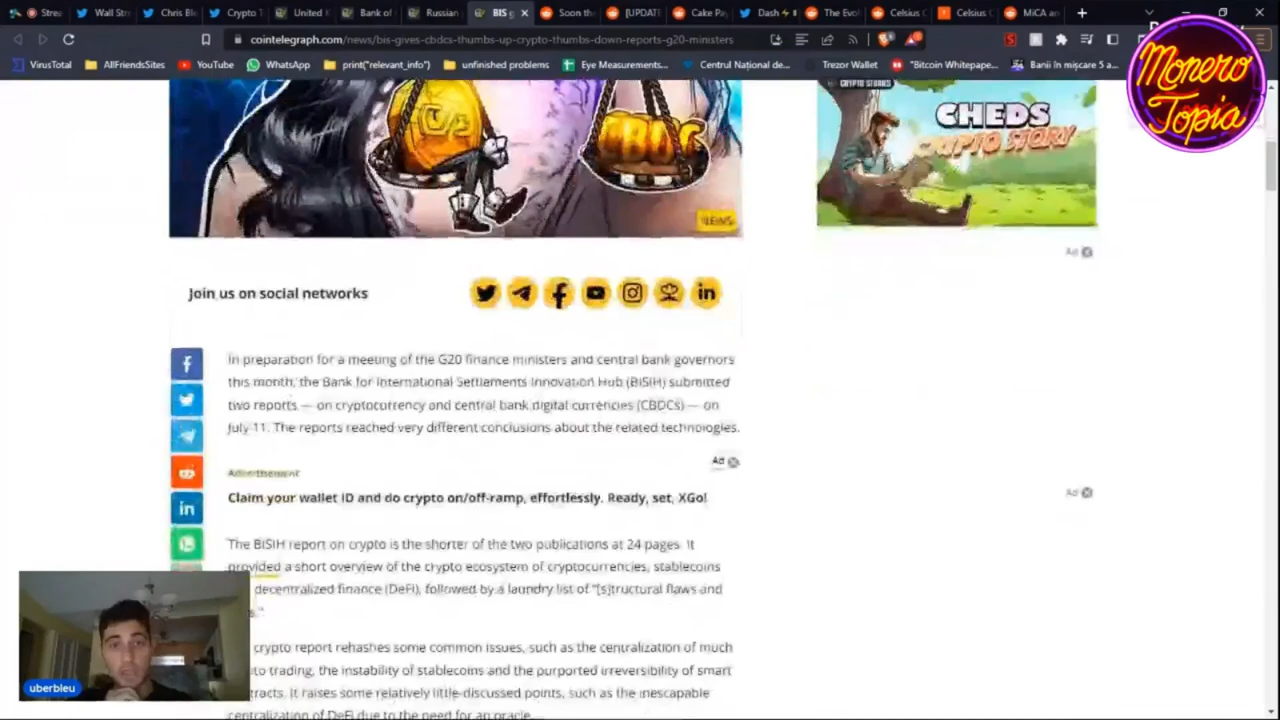 Strea
Wall Str
Chris Ble
Crypto T
United K
Bank of
Russian
BIS g
Soon the
[UPDATE
Cake Pa
Dash
The Evol
Celsius C
Celsius C
MiCA an
cointelegraph.com/news/bis-gives-cbdcs-thumbs-up-crypto-thumbs-down-reports-g20-ministers
VirusTotal
AllFriendsSites
YouTube
WhatsApp
print("relevant_info")
unfinished problems
Eye Measurements...
Centrul Național de...
Trezor Wallet
"Bitcoin Whitepape...
Banii în mișcare 5 a...
Monero
Topia
NEWS
CRYPTO STORIES
CHEDS
CRYPTO STORY
Ad
Join us on social networks
In preparation for a meeting of the G20 finance ministers and central bank governors
this month, the Bank for International Settlements Innovation Hub (BISIH) submitted
two reports — on cryptocurrency and central bank digital currencies (CBDCs) — on
July 11. The reports reached very different conclusions about the related technologies.
Advertisement
Ad
Claim your wallet ID and do crypto on/off-ramp, effortlessly. Ready, set, XGo!
Ad
The BISIH report on crypto is the shorter of the two publications at 24 pages. It
provided a short overview of the crypto ecosystem of cryptocurrencies, stablecoins
decentralized finance (DeFi), followed by a laundry list of "[s]tructural flaws and
s."
crypto report rehashes some common issues, such as the centralization of much
to trading, the instability of stablecoins and the purported irreversibility of smart
tracts. It raises some relatively little-discussed points, such as the inescapable
centralization of DeFi due to the need for an oracle
uberbleu